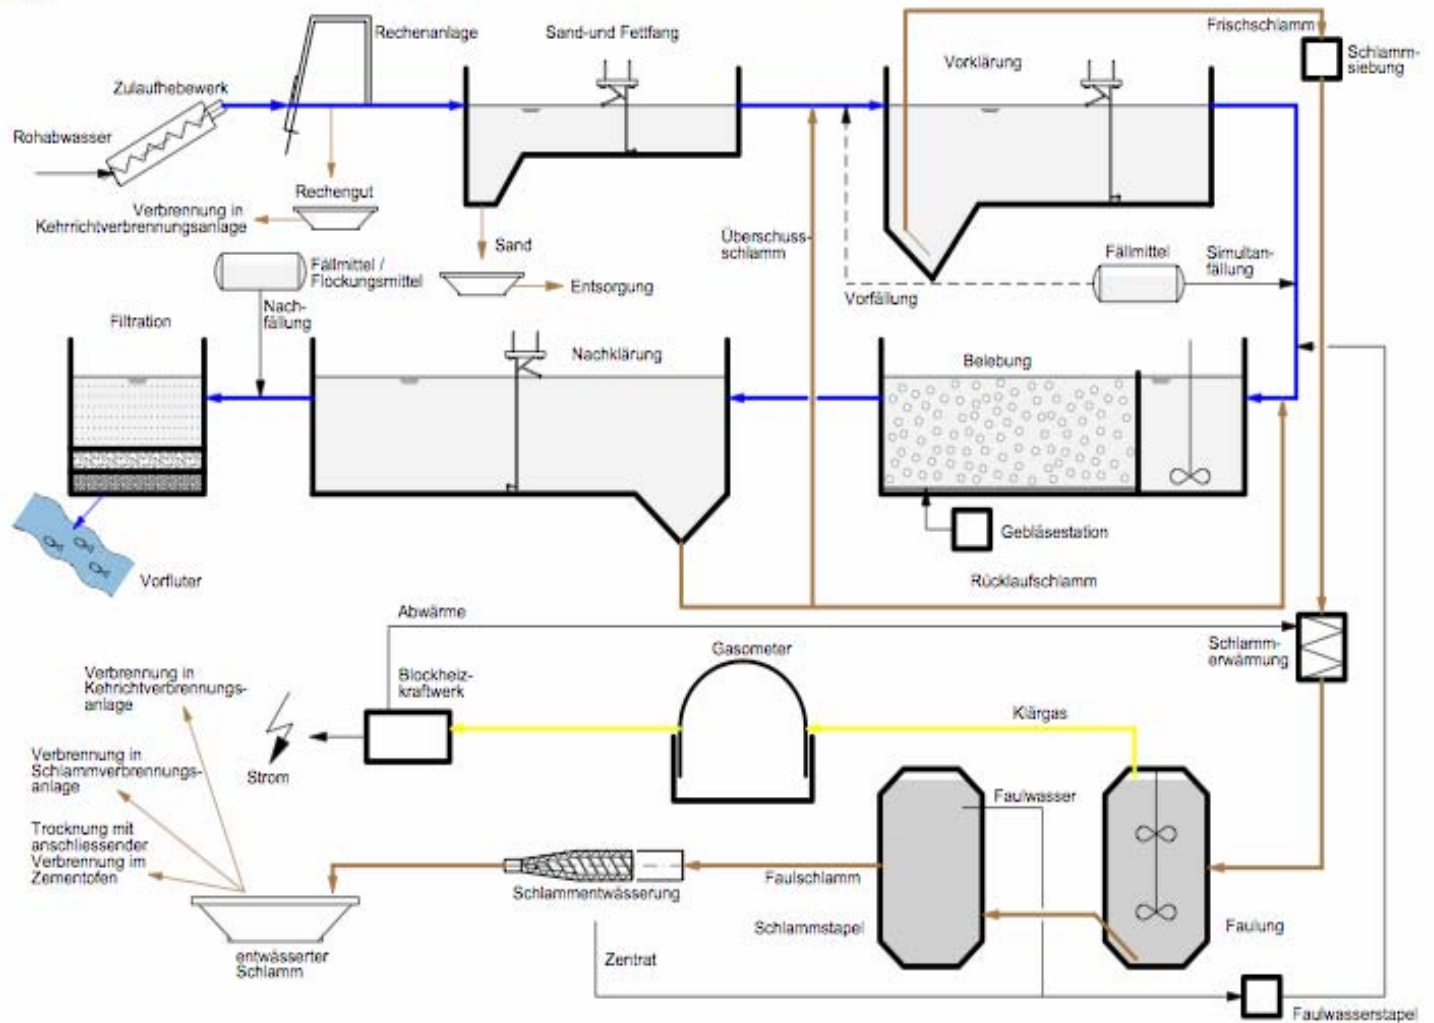 Rechenanlage
Sand-und Fettfang
Frischschlamm
Vorklärung
Schlamm-
siebung
Zulaufhebewerk
Rohabwasser
Rechengut
Verbrennung in
Kehrrichtverbrennungsanlage
Sand
Überschuss-
schlamm
Fällmittel
Simultan-
fällung
Fällmittel /
Flockungsmittel
Entsorgung
Vorfällung
Nach-
fällung
Filtration
Nachklärung
Belebung
Gebläsestation
Vorfluter
Rücklaufschlamm
Abwärme
Gasometer
Schlamm-
erwärmung
Verbrennung in
Kehrichtverbrennungs-
anlage
Blockheiz-
kraftwerk
Klärgas
Verbrennung in
Schlammverbrennungs-
anlage
Strom
Faulwasser
Trocknung mit
anschliessender
Verbrennung im
Zementofen
Schlammentwässerung
Faulschlamm
Schlammstapel
Faulung
entwässerter
Schlamm
Zentrat
Faulwasserstapel